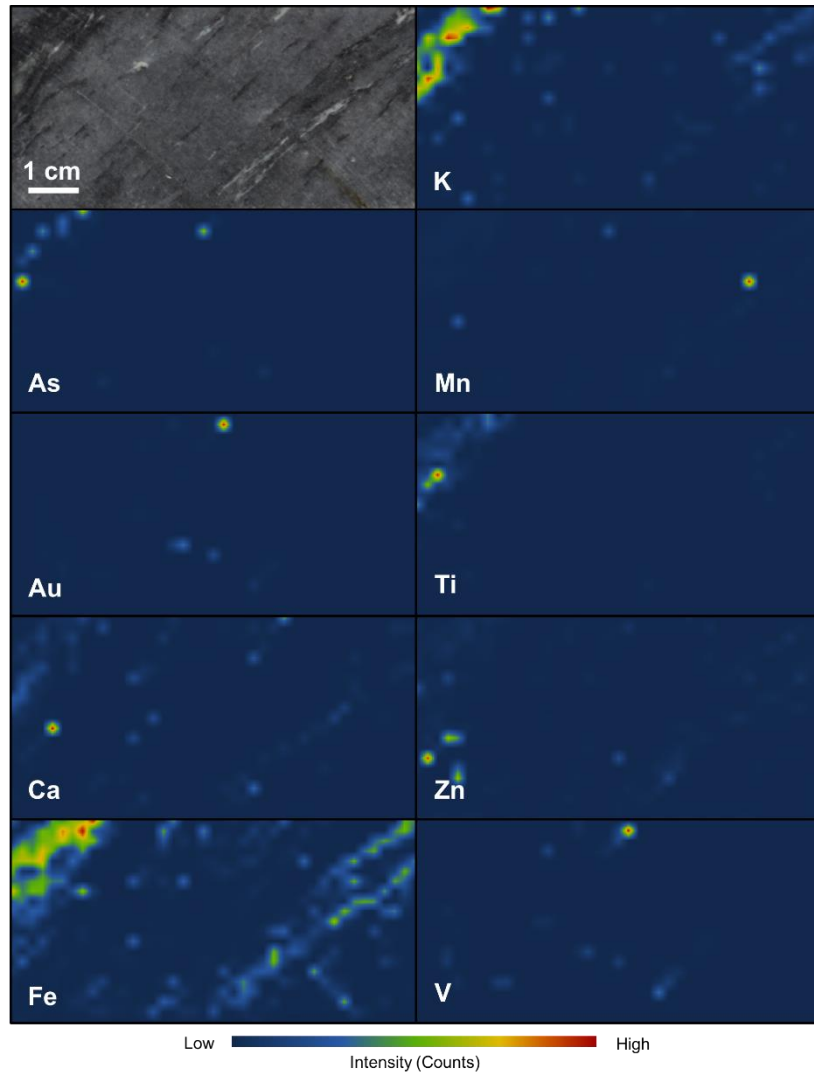 1 cm
K
As
Mn
Au
Ti
Ca
Zn
Fe
V
Low High
Intensity (Counts)